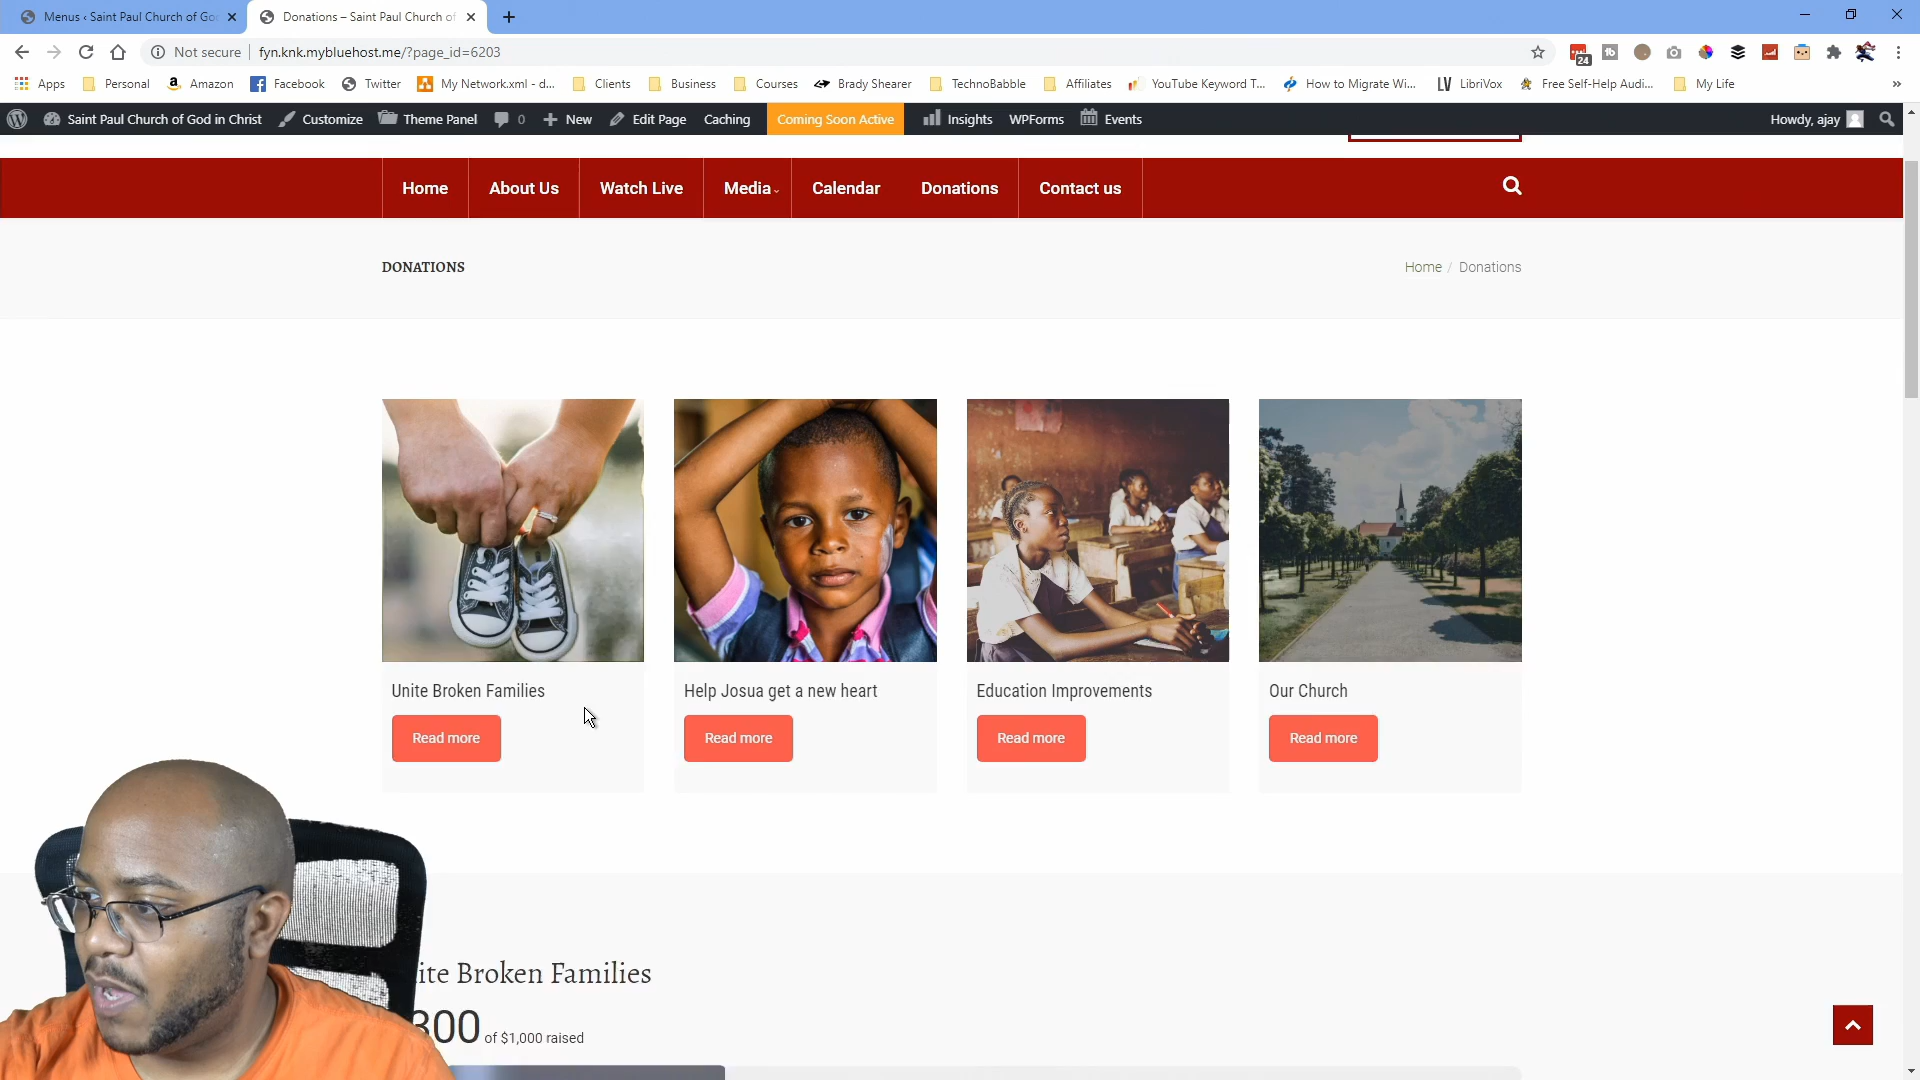 Menus ‹ Saint Paul Church of Go
Donations – Saint Paul Church of
Not secure
fyn.knk.mybluehost.me/?page_id=6203
24
Apps
Personal
Amazon
Facebook
Twitter
My Network.xml - d...
Clients
Business
Courses
Brady Shearer
TechnoBabble
Affiliates
YouTube Keyword T...
How to Migrate Wi...
LibriVox
Free Self-Help Audi...
My Life
Saint Paul Church of God in Christ
Customize
Theme Panel
0
New
Edit Page
Caching
Coming Soon Active
Insights
WPForms
Events
Howdy, ajay
Home
About Us
Watch Live
Media
Calendar
Donations
Contact us
DONATIONS
Home / Donations
Unite Broken Families
Help Josua get a new heart
Education Improvements
Our Church
Read more
Read more
Read more
Read more
ite Broken Families
300 of $1,000 raised